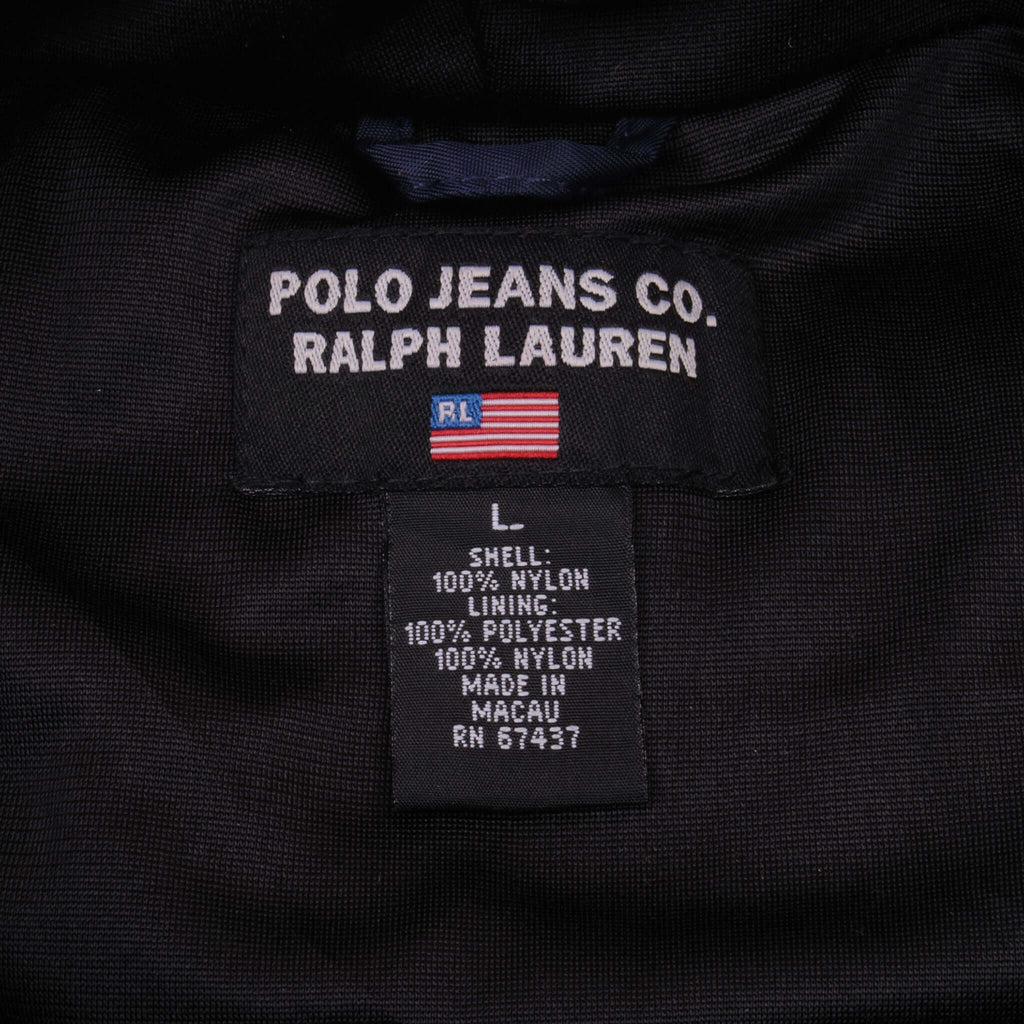 POLO JEANS CO.
RALPH LAUREN
RL
L
SHELL:
100% NYLON
LINING:
100% POLYESTER
100% NYLON
MADE IN
MACAU
RN 67437